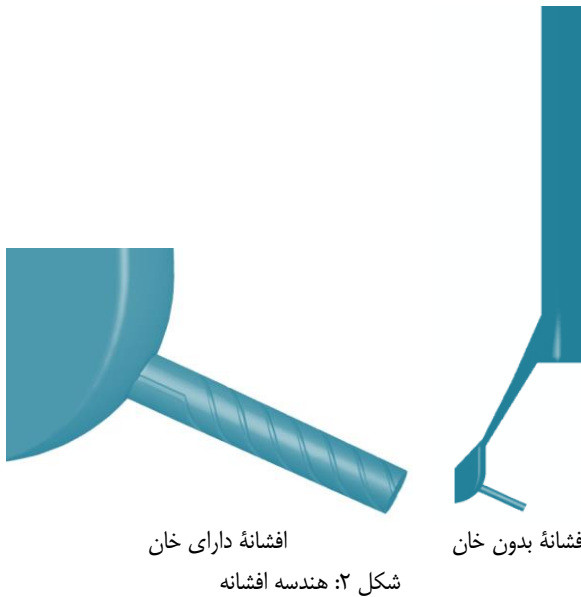 افشانهٔ دارای خان
فشانهٔ بدون خان
شکل ۲: هندسه افشانه